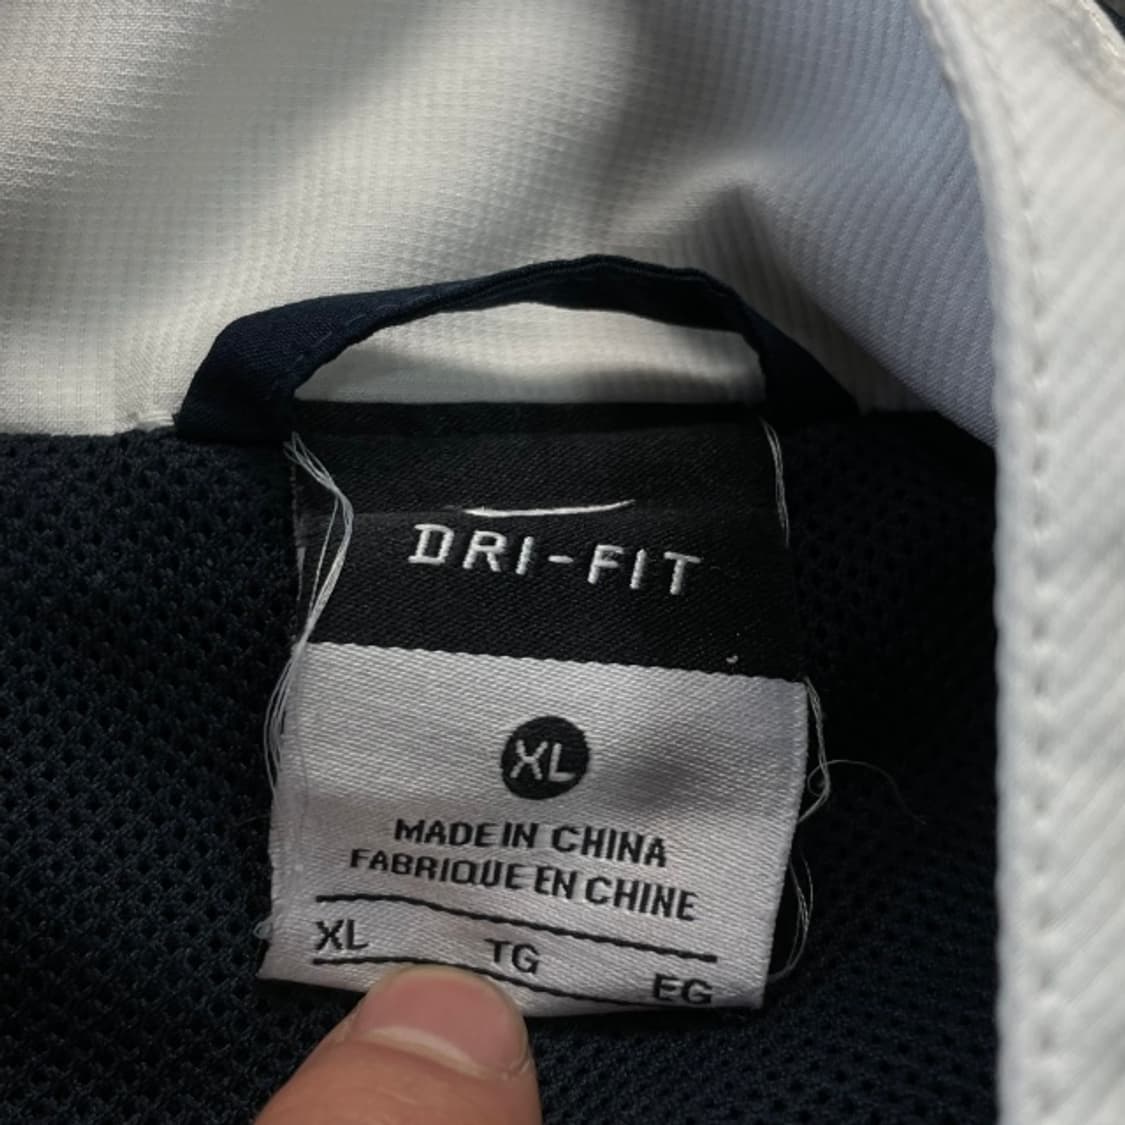 DRI-FIT
XL
MADE IN CHINA
FABRIQUE EN CHINE
XL TG EG